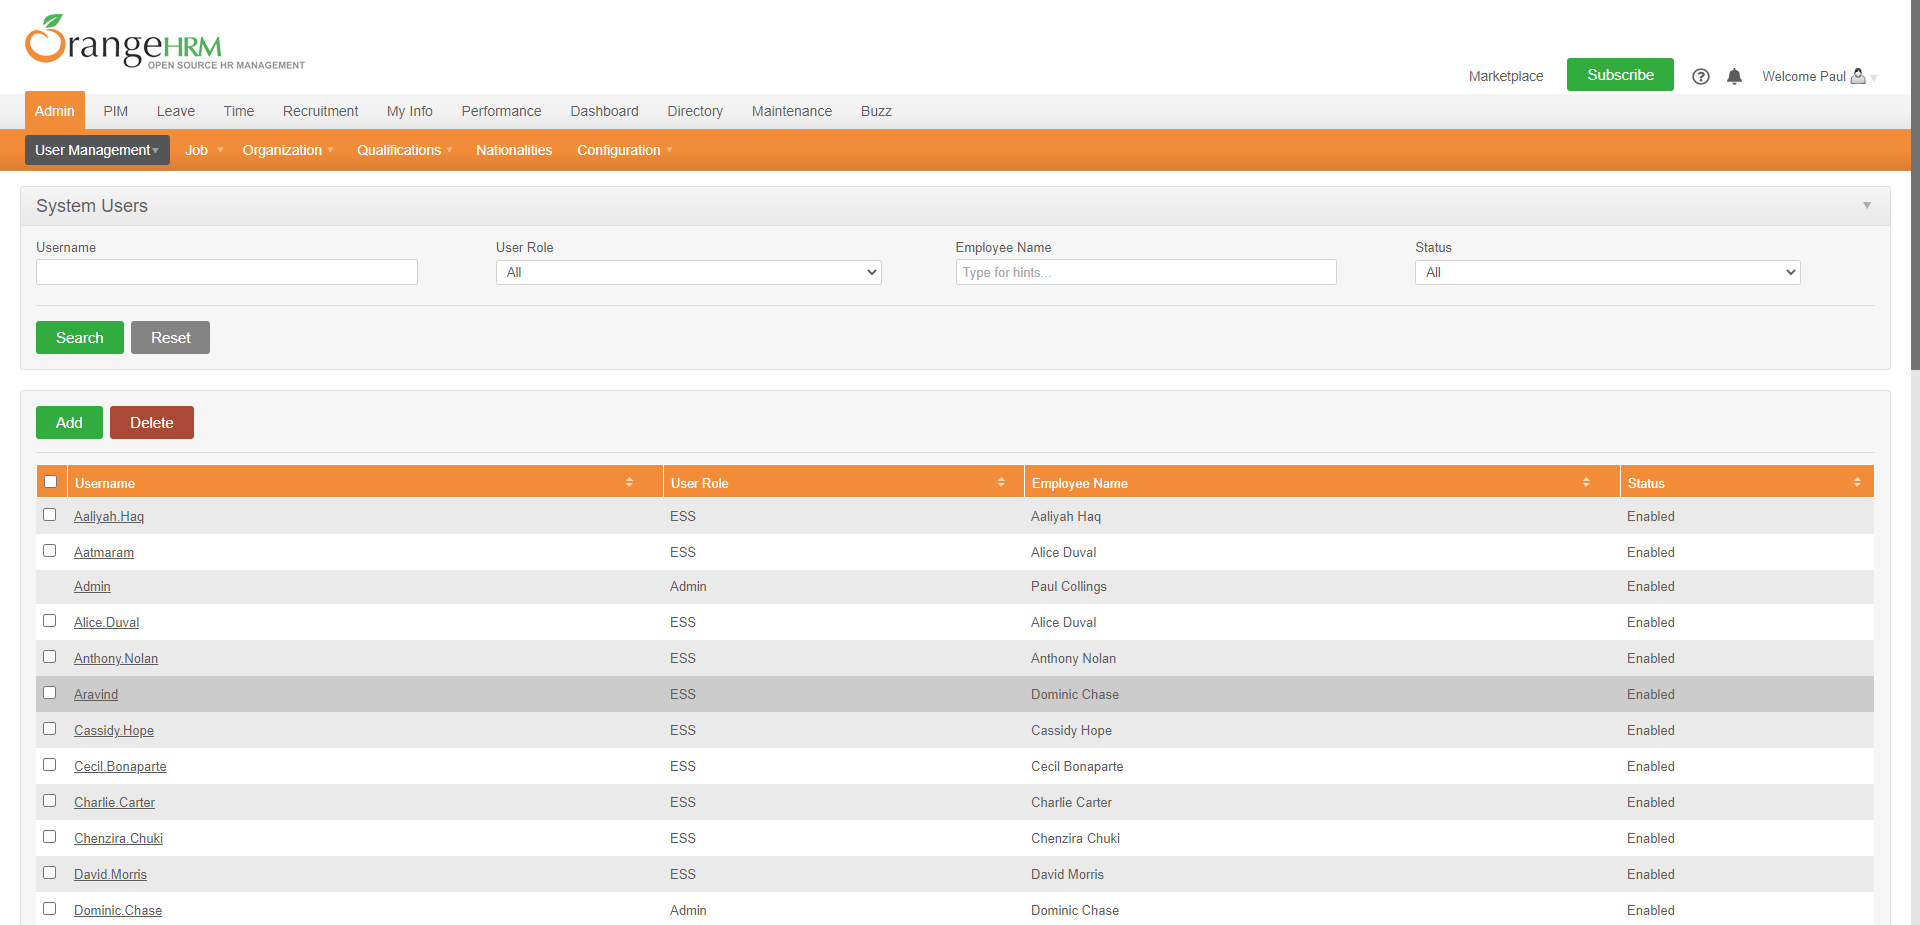 OrangeHRM
OPEN SOURCE HR MANAGEMENT
Marketplace Subscribe Welcome Paul
Admin PIM Leave Time Recruitment My Info Performance Dashboard Directory Maintenance Buzz
User Management Job Organization Qualifications Nationalities Configuration
System Users
Username User Role Employee Name Status
All Type for hints... All
Search Reset
Add Delete
Username User Role Employee Name Status
Aaliyah.Haq ESS Aaliyah Haq Enabled
Aatmaram ESS Alice Duval Enabled
Admin Admin Paul Collings Enabled
Alice.Duval ESS Alice Duval Enabled
Anthony.Nolan ESS Anthony Nolan Enabled
Aravind ESS Dominic Chase Enabled
Cassidy.Hope ESS Cassidy Hope Enabled
Cecil.Bonaparte ESS Cecil Bonaparte Enabled
Charlie.Carter ESS Charlie Carter Enabled
Chenzira.Chuki ESS Chenzira Chuki Enabled
David.Morris ESS David Morris Enabled
Dominic.Chase Admin Dominic Chase Enabled